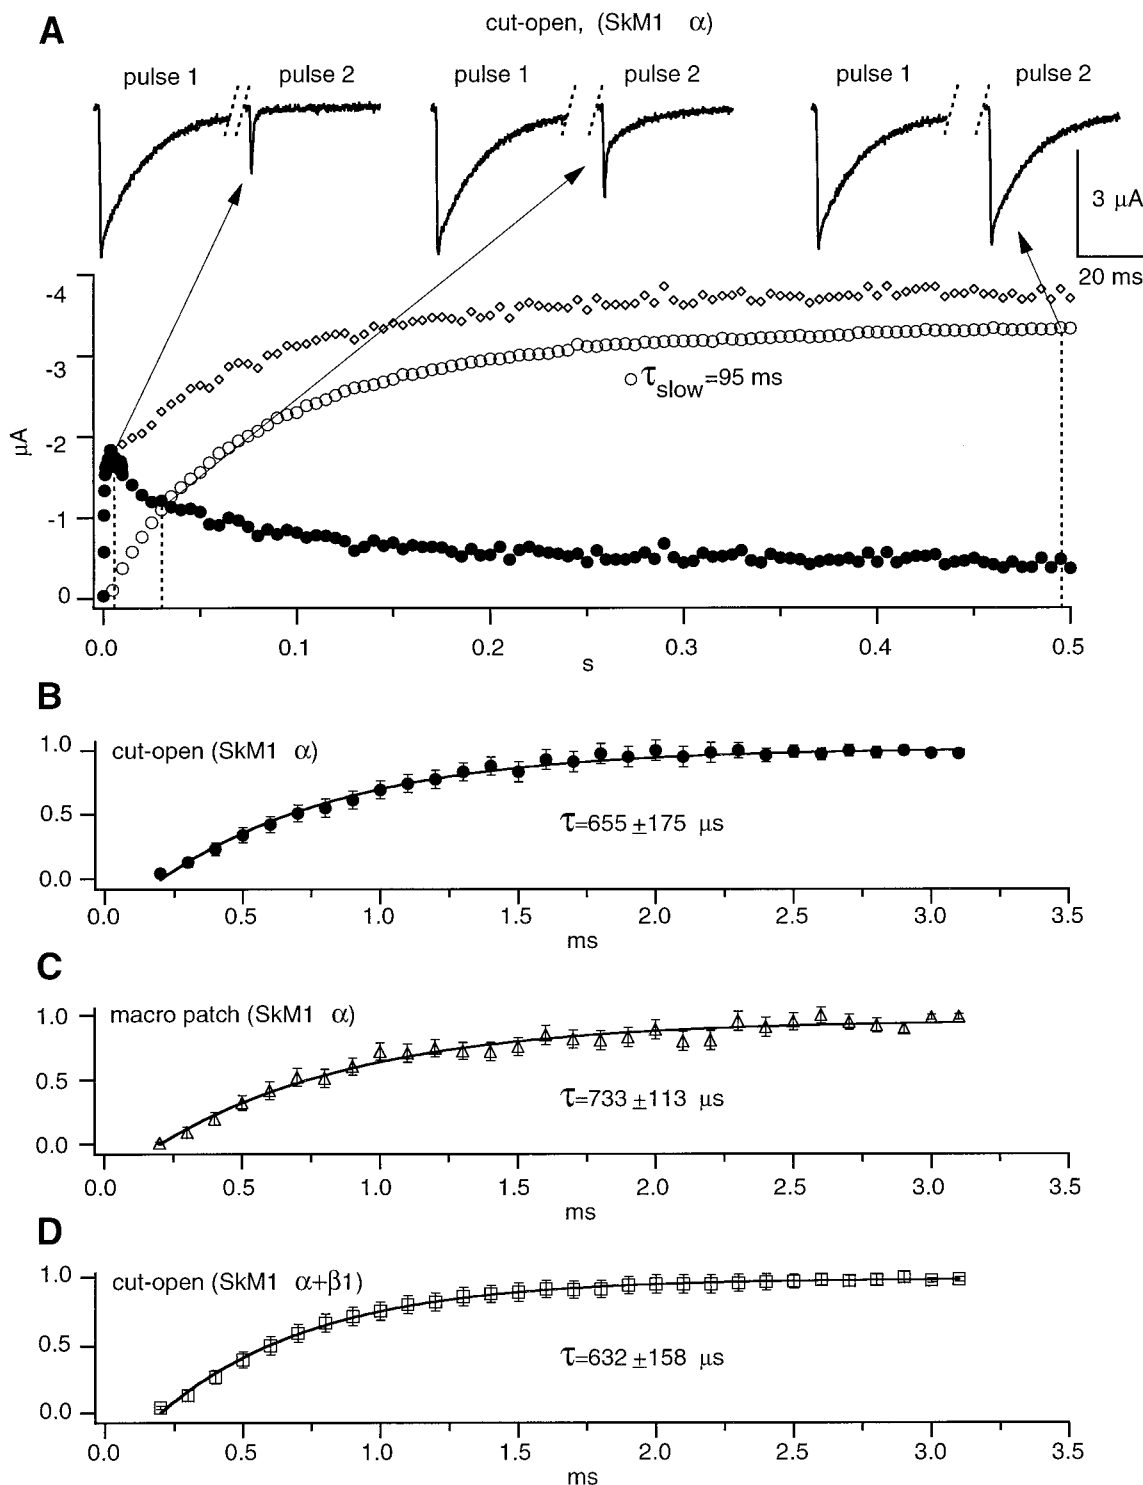 A
cut-open, (SkM1 α)
pulse 1 pulse 2 pulse 1 pulse 2 pulse 1 pulse 2
3 μA
20 ms
-4
-3
-2
-1
0
μA
τslow=95 ms
0.0 0.1 0.2 0.3 0.4 0.5
s
B
1.0
0.5
0.0
cut-open (SkM1 α)
τ=655 ±175 μs
0.0 0.5 1.0 1.5 2.0 2.5 3.0 3.5
ms
C
1.0
0.5
0.0
macro patch (SkM1 α)
τ=733 ±113 μs
0.0 0.5 1.0 1.5 2.0 2.5 3.0 3.5
ms
D
1.0
0.5
0.0
cut-open (SkM1 α+β1)
τ=632 ±158 μs
0.0 0.5 1.0 1.5 2.0 2.5 3.0 3.5
ms